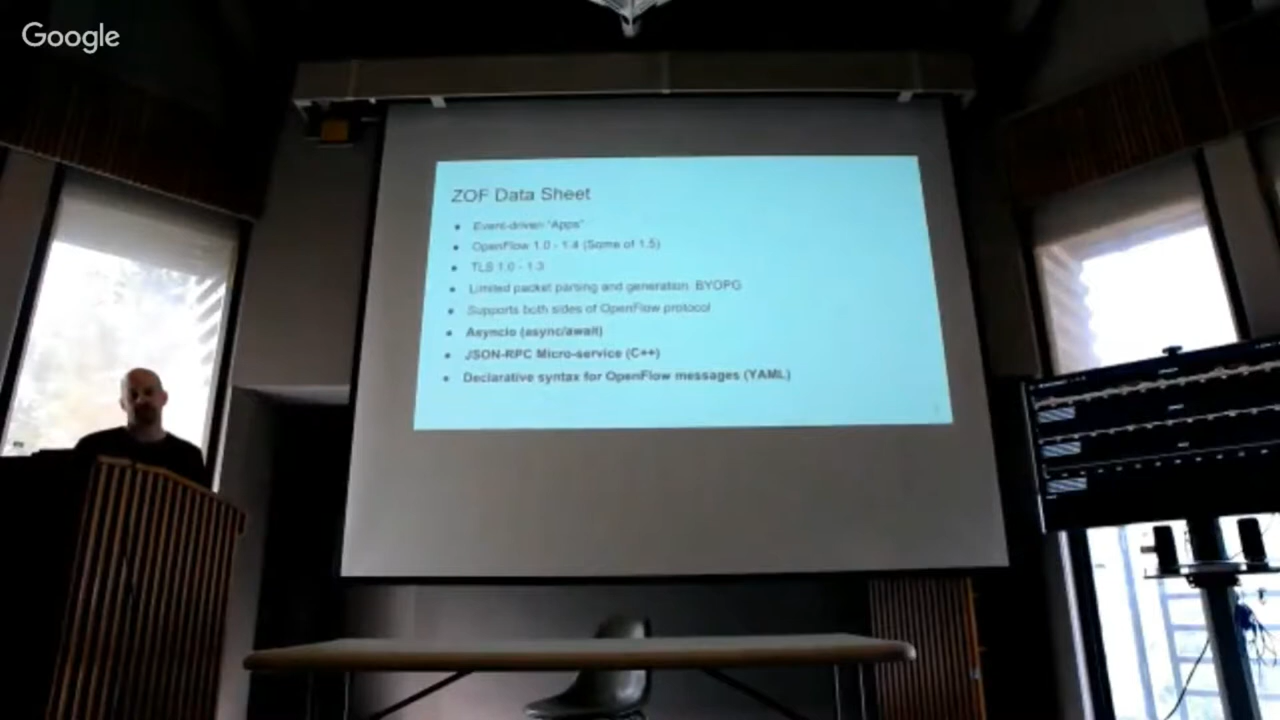 Google
ZOF Data Sheet
• Event-driven "Apps"
• OpenFlow 1.0 - 1.4 (Some of 1.5)
• TLS 1.0 - 1.3
• Limited packet parsing and generation. BYOPG
• Supports both sides of OpenFlow protocol
• Asyncio (async/await)
• JSON-RPC Micro-service (C++)
• Declarative syntax for OpenFlow messages (YAML)